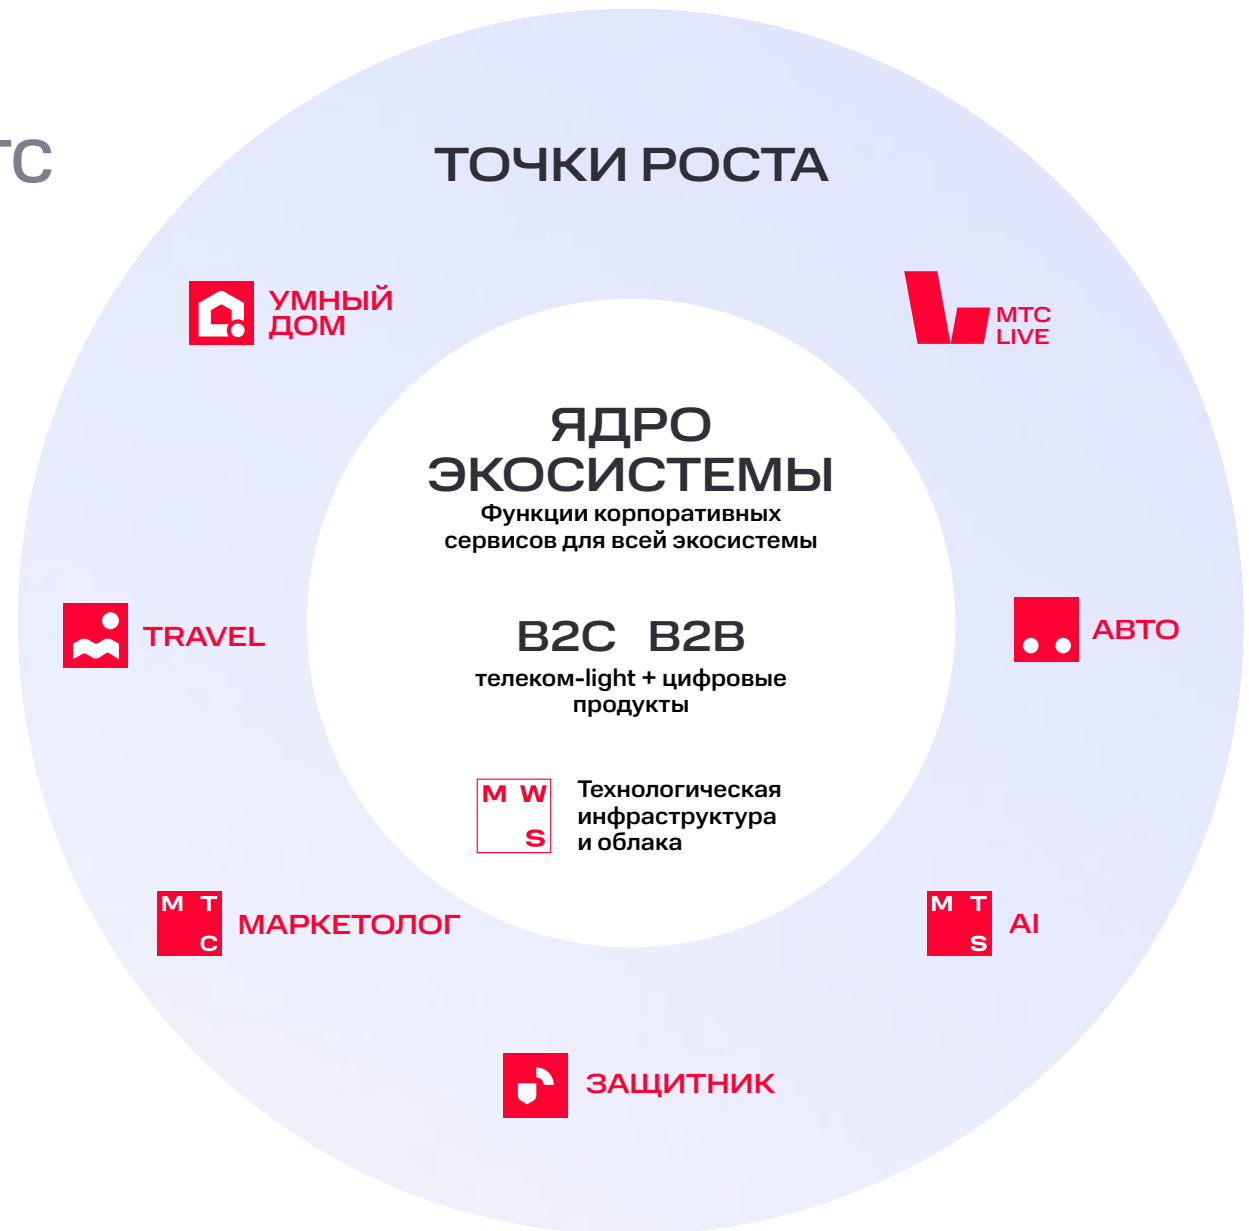 ТС
ТОЧКИ РОСТА
УМНЫЙ
ДОМ
МТС
LIVE
ЯДРО
ЭКОСИСТЕМЫ
Функции корпоративных
сервисов для всей экосистемы
TRAVEL
B2C B2B
АВТО
телеком-light + цифровые
продукты
M W
S
Технологическая
инфраструктура
и облака
М Т
С
МАРКЕТОЛОГ
M T
S
AI
ЗАЩИТНИК